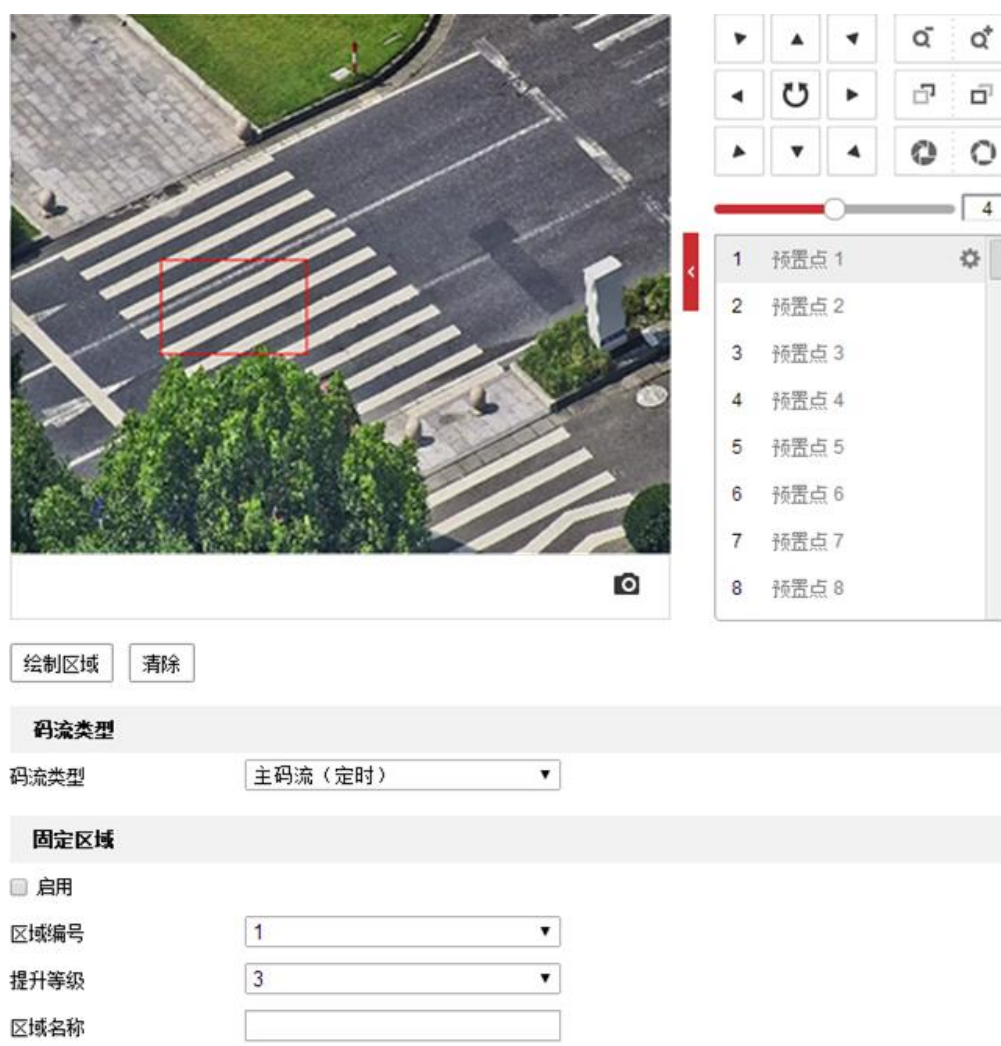 4
1 预置点 1
2 预置点 2
3 预置点 3
4 预置点 4
5 预置点 5
6 预置点 6
7 预置点 7
8 预置点 8
绘制区域 清除
码流类型
码流类型 主码流（定时）
固定区域
启用
区域编号 1
提升等级 3
区域名称